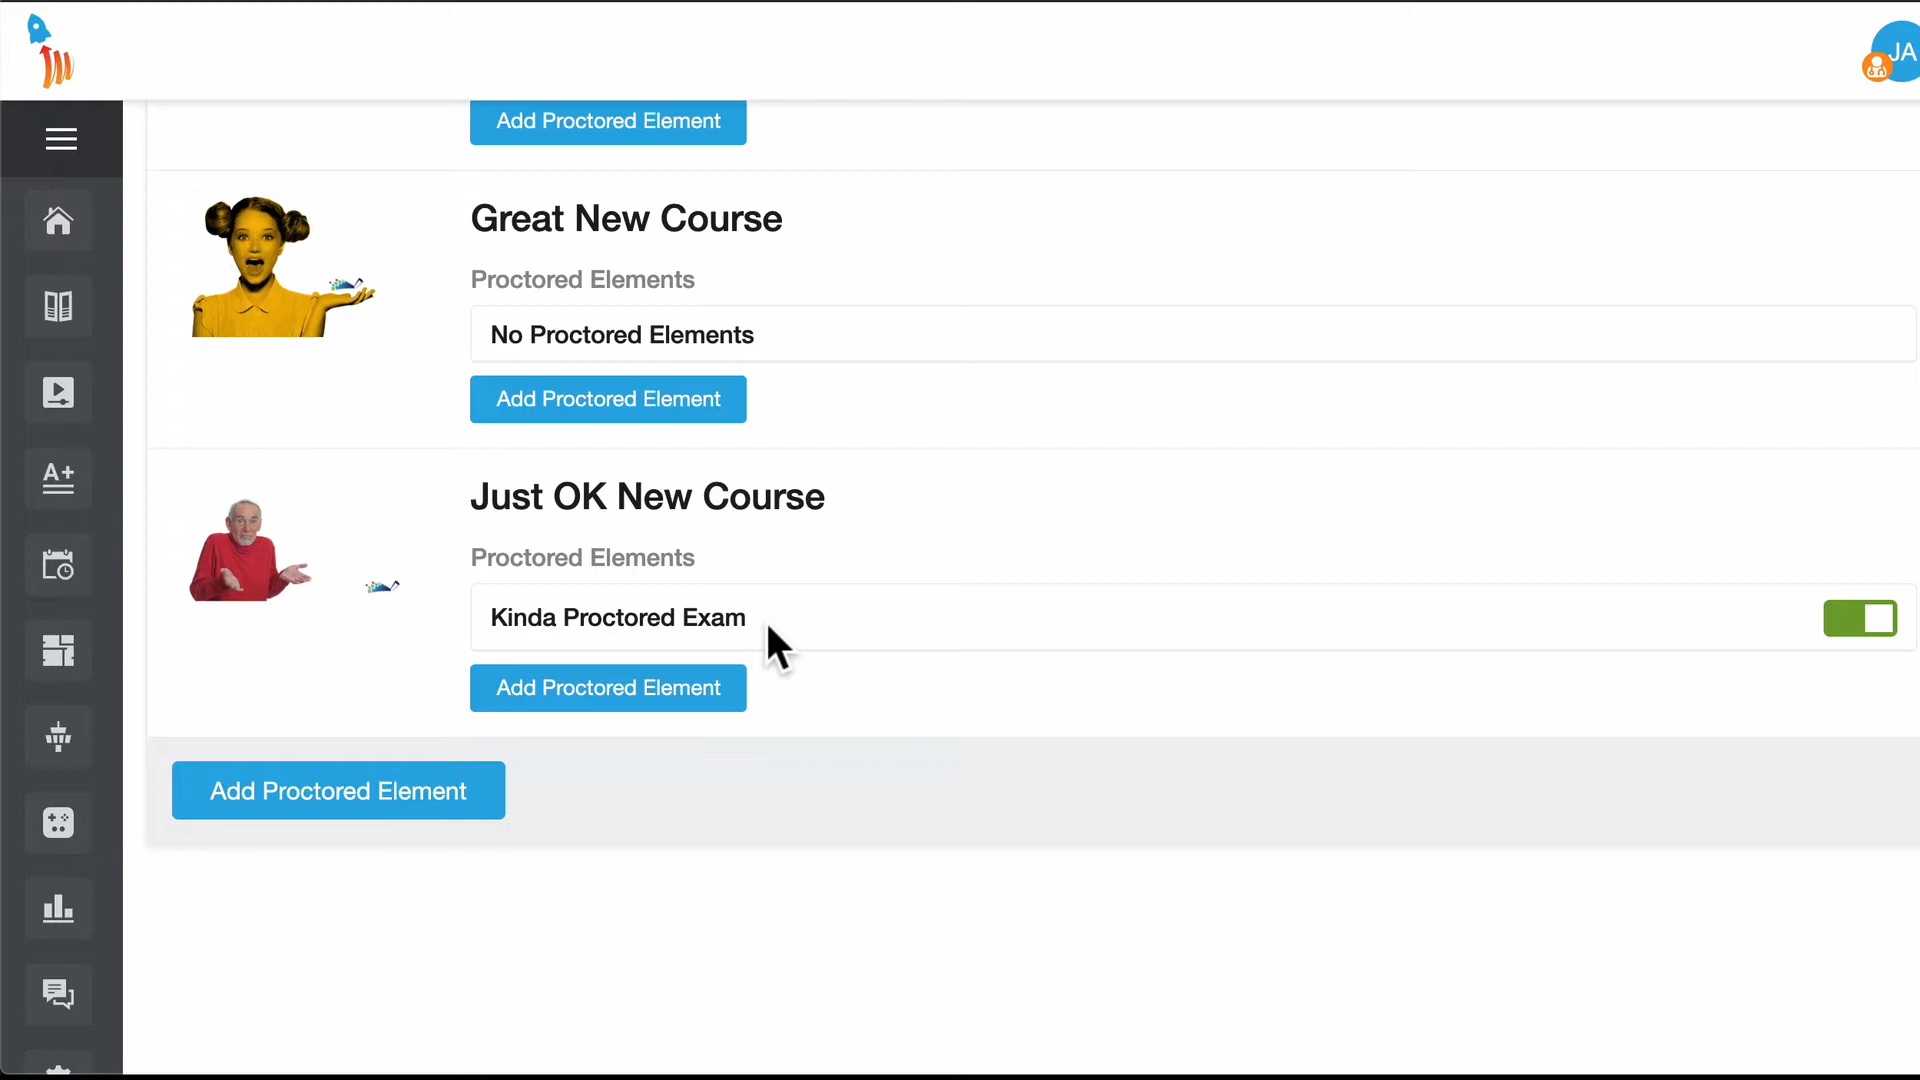 JA
Add Proctored Element
Great New Course
Proctored Elements
No Proctored Elements
Add Proctored Element
Just OK New Course
Proctored Elements
Kinda Proctored Exam
Add Proctored Element
Add Proctored Element
A+